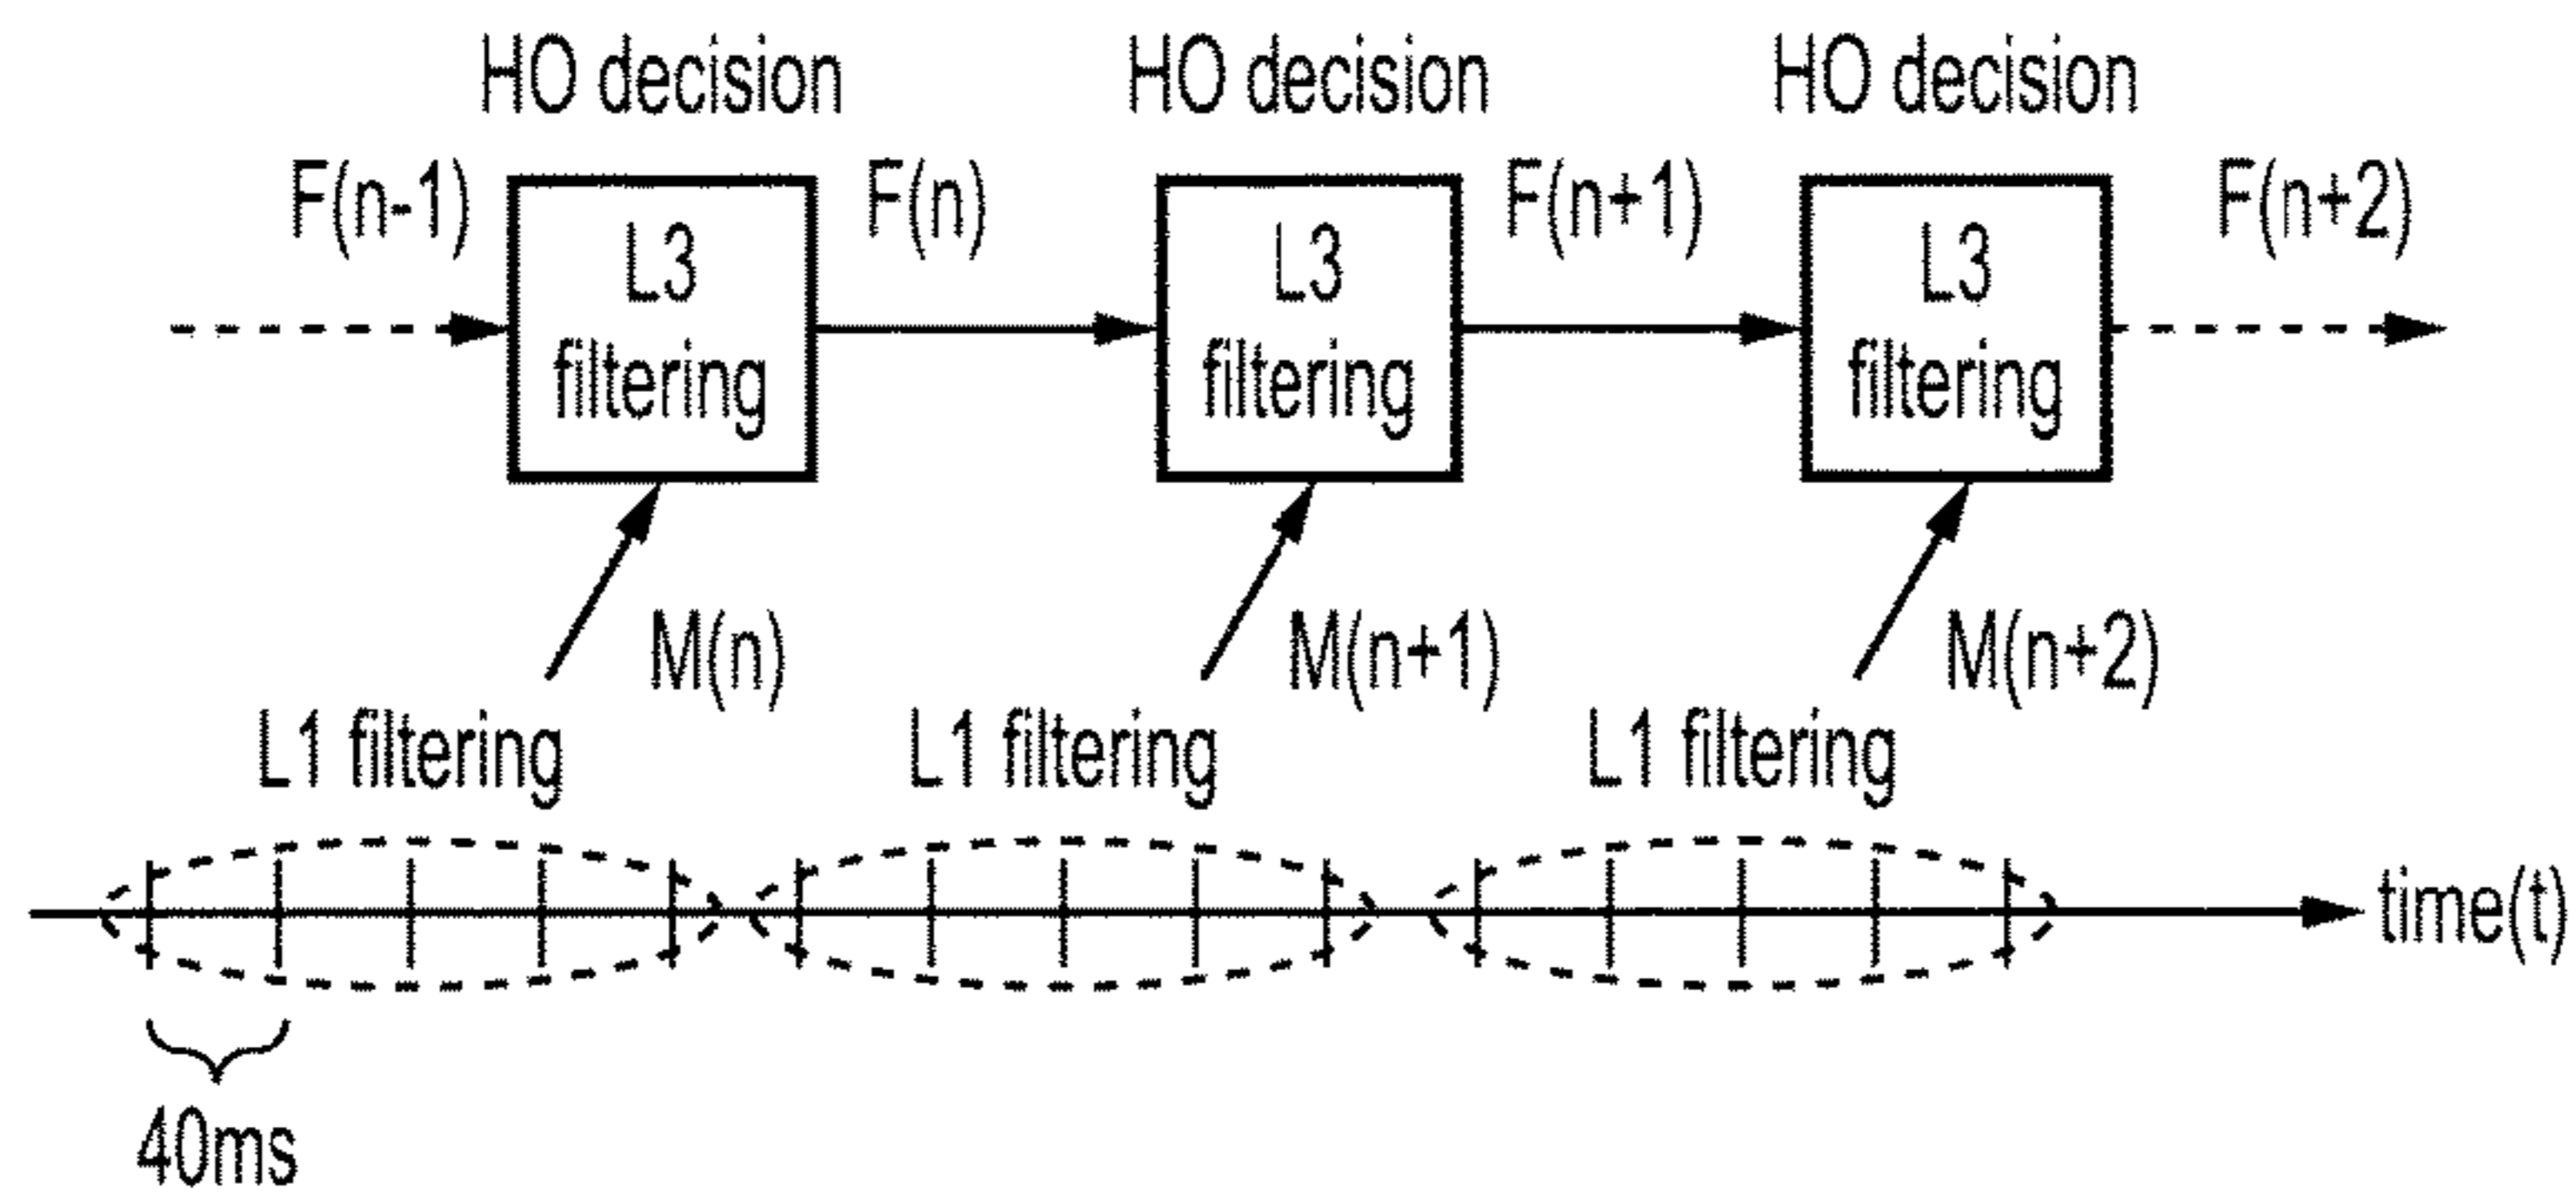 HO decision HO decision HO decision
F(n-1) F(n) F(n+1) F(n+2)
L3 L3 L3
filtering filtering filtering
M(n) M(n+1) M(n+2)
L1 filtering L1 filtering L1 filtering
time(t)
40ms